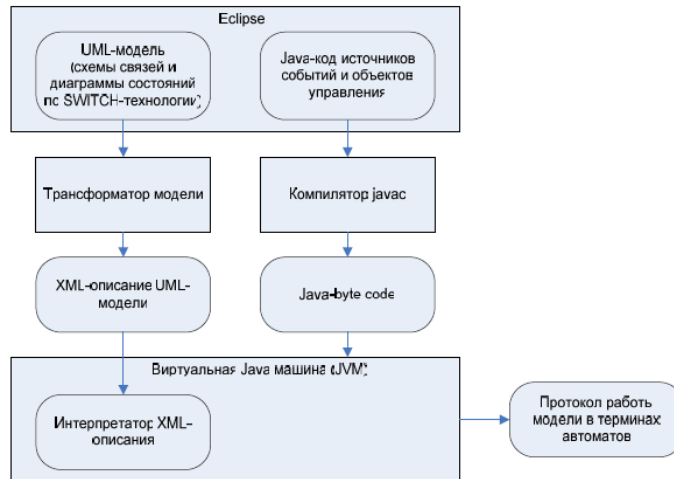 Eclipse
UML-модель
(схемы связей и
диаграммы состояний
по SWITCH-технологии)
Java-код источников
событий и объектов
управления
Трансформатор модели
Компилятор javac
XML-описание UML-
модели
Java-byte code
Виртуальная Java машина (JVM)
Интерпретатор XML-
описания
Протокол работь
модели в терминах
автоматов